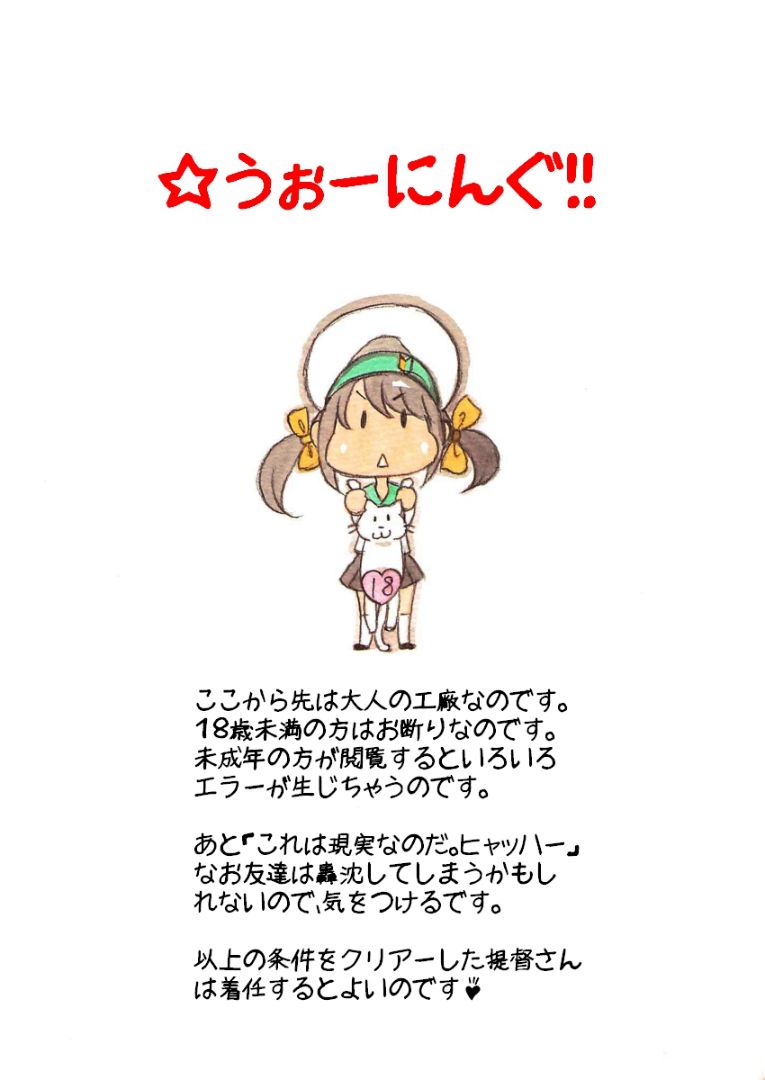 ☆うぉーにんぐ!!
18
ここから先は大人の工廠なのです。
18歳未満の方はお断りなのです。
未成年の方が閲覧するといろいろ
エラーが生じちゃうのです。
あと『これは現実なのだ。ヒャッハー』
なお友達は轟沈してしまうかもし
れないので、気をつけるです。
以上の条件をクリアーした提督さん
は着任するとよいのです